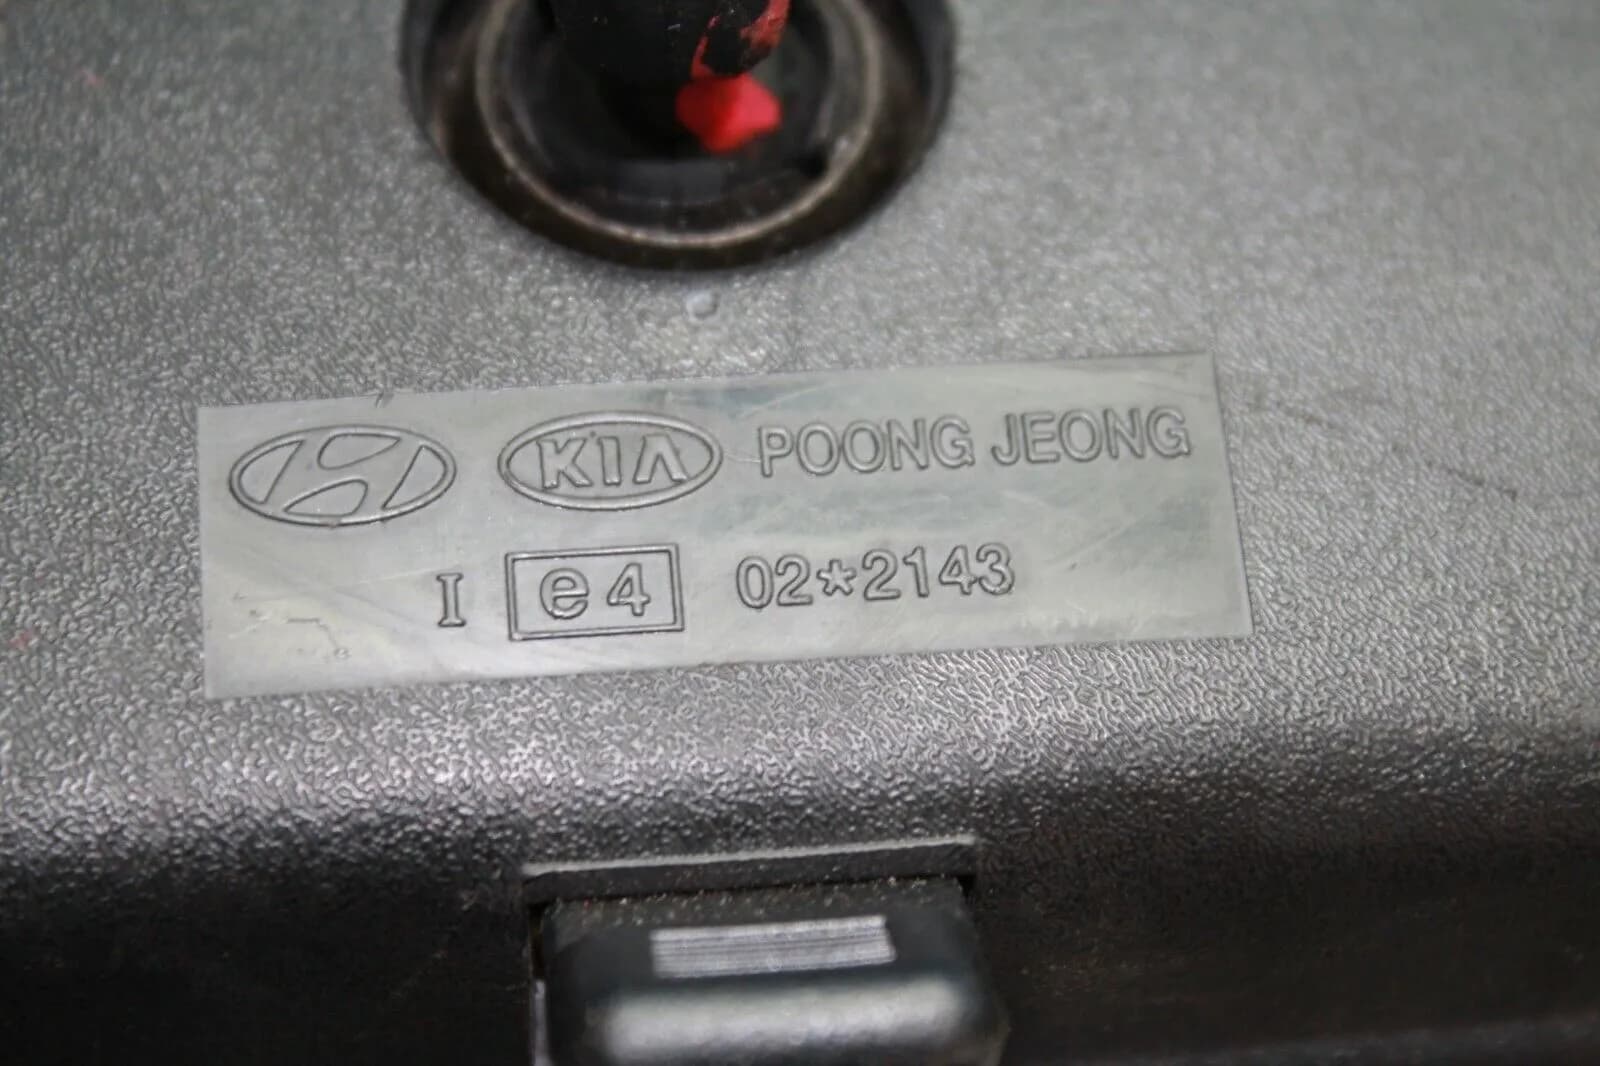 KIA POONG JEONG
I e4 02*2143